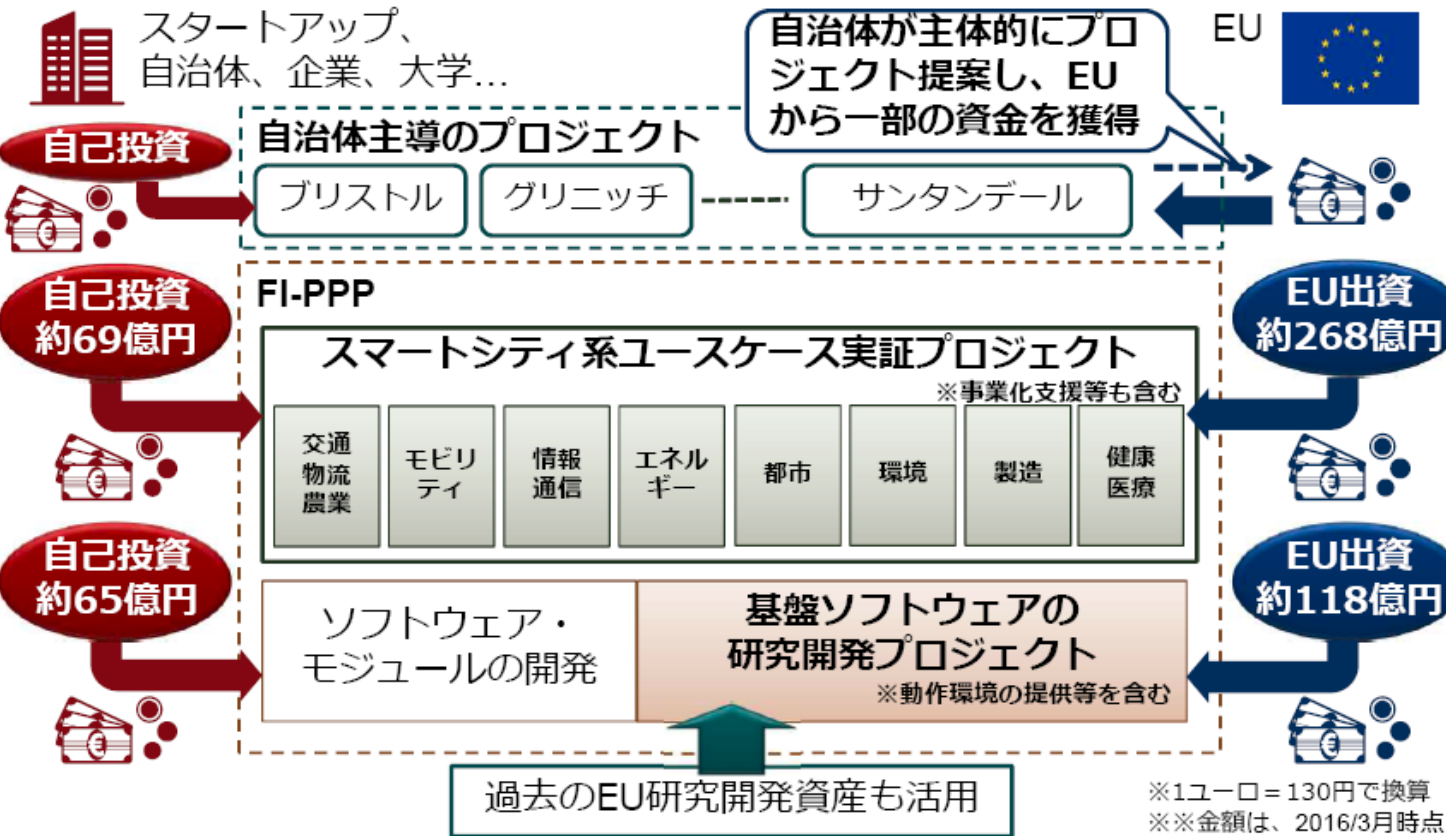 スタートアップ、
自治体、企業、大学…
自治体が主体的にプロ
ジェクト提案し、EU
から一部の資金を獲得
EU
自己投資
自治体主導のプロジェクト
ブリストル
グリニッチ
サンタンデール
自己投資
約69億円
FI-PPP
EU出資
約268億円
スマートシティ系ユースケース実証プロジェクト
※事業化支援等も含む
交通
物流
農業
モビリ
ティ
情報
通信
エネル
ギー
都市
環境
製造
健康
医療
自己投資
約65億円
EU出資
約118億円
ソフトウェア・
モジュールの開発
基盤ソフトウェアの
研究開発プロジェクト
※動作環境の提供等を含む
過去のEU研究開発資産も活用
※1ユーロ＝130円で換算
※※金額は、2016/3月時点